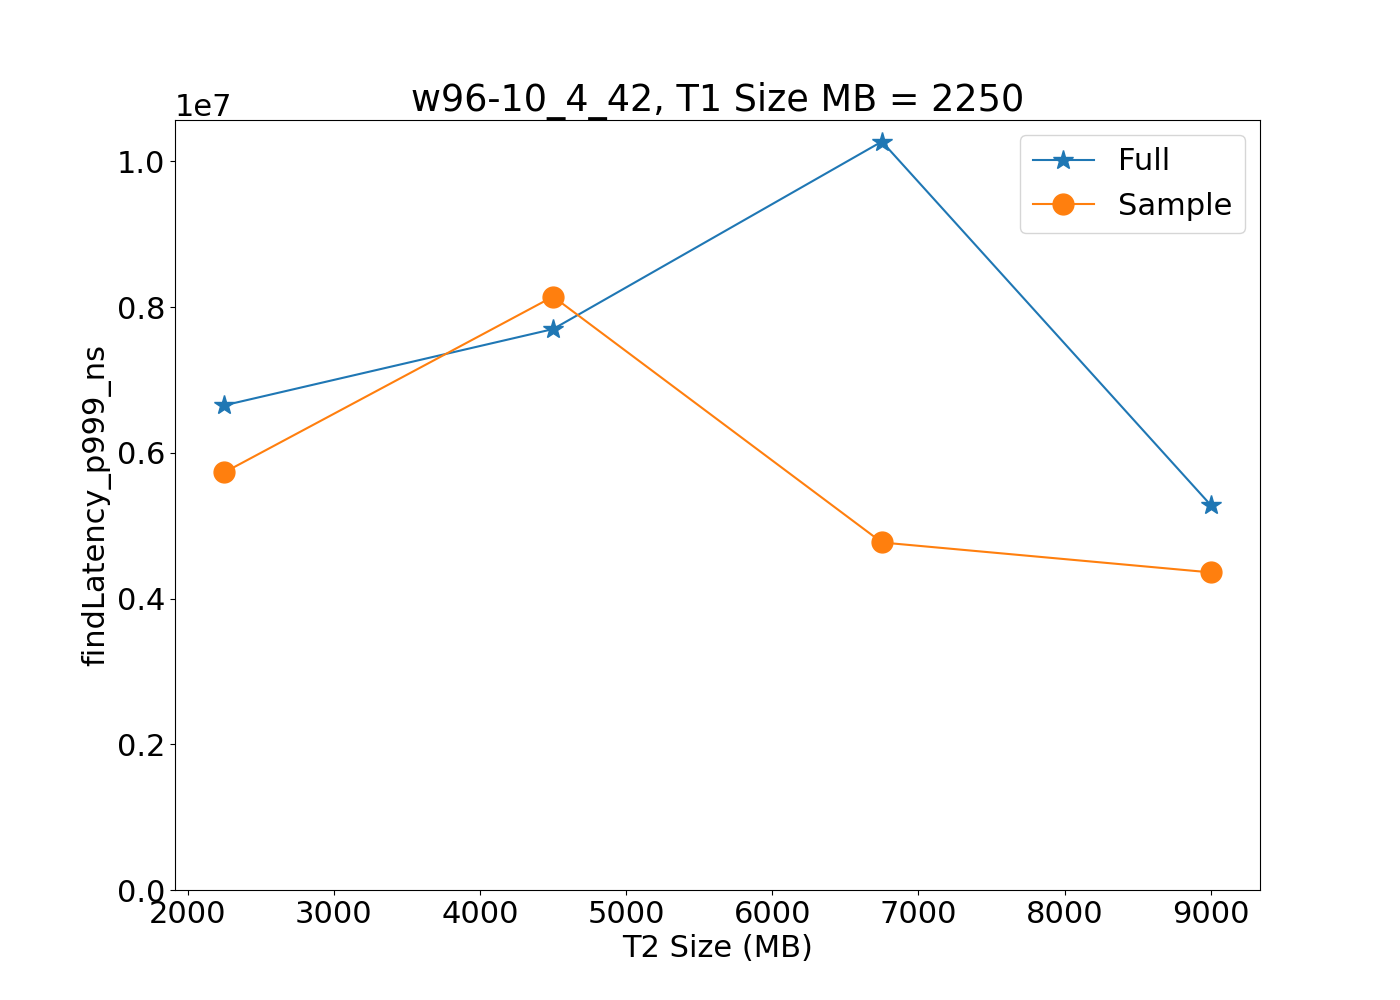 w96-10_4_42, T1 Size MB = 2250
1e7
Full
Sample
1.0
0.8
0.6
0.4
0.2
0.0
findLatency_p999_ns
2000 3000 4000 5000 6000 7000 8000 9000
T2 Size (MB)